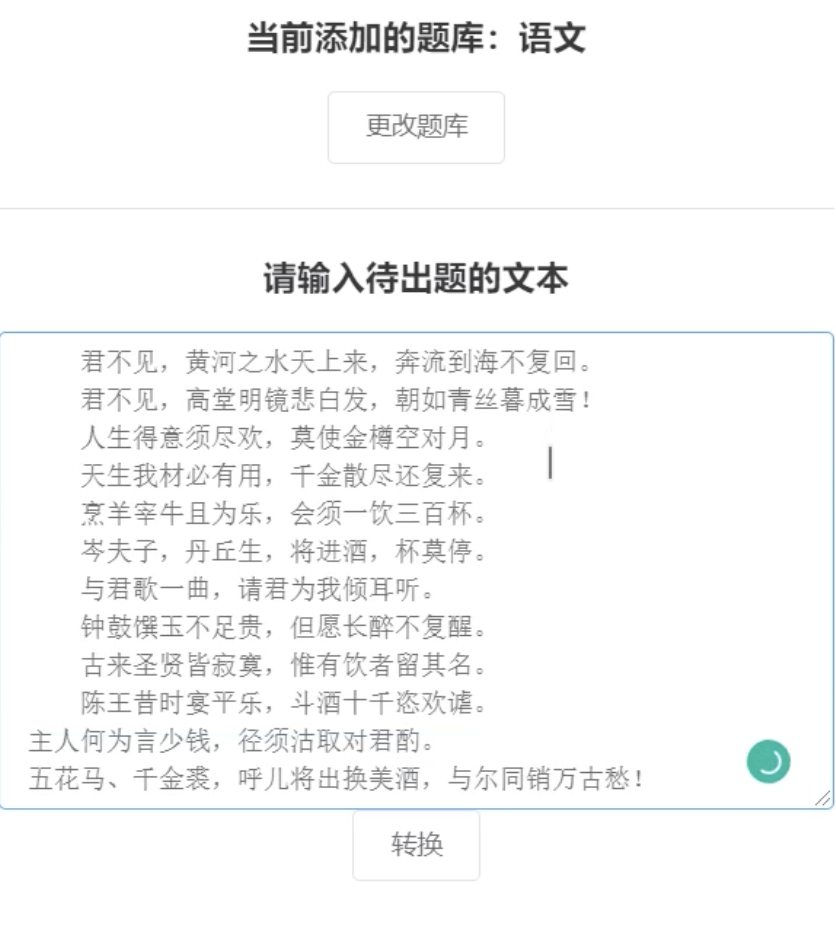 当前添加的题库：语文
更改题库
请输入待出题的文本
君不见，黄河之水天上来，奔流到海不复回。
君不见，高堂明镜悲白发，朝如青丝暮成雪！
人生得意须尽欢，莫使金樽空对月。
天生我材必有用，千金散尽还复来。
烹羊宰牛且为乐，会须一饮三百杯。
岑夫子，丹丘生，将进酒，杯莫停。
与君歌一曲，请君为我倾耳听。
钟鼓馔玉不足贵，但愿长醉不复醒。
古来圣贤皆寂寞，惟有饮者留其名。
陈王昔时宴平乐，斗酒十千恣欢谑。
主人何为言少钱，径须沽取对君酌。
五花马、千金裘，呼儿将出换美酒，与尔同销万古愁！
转换